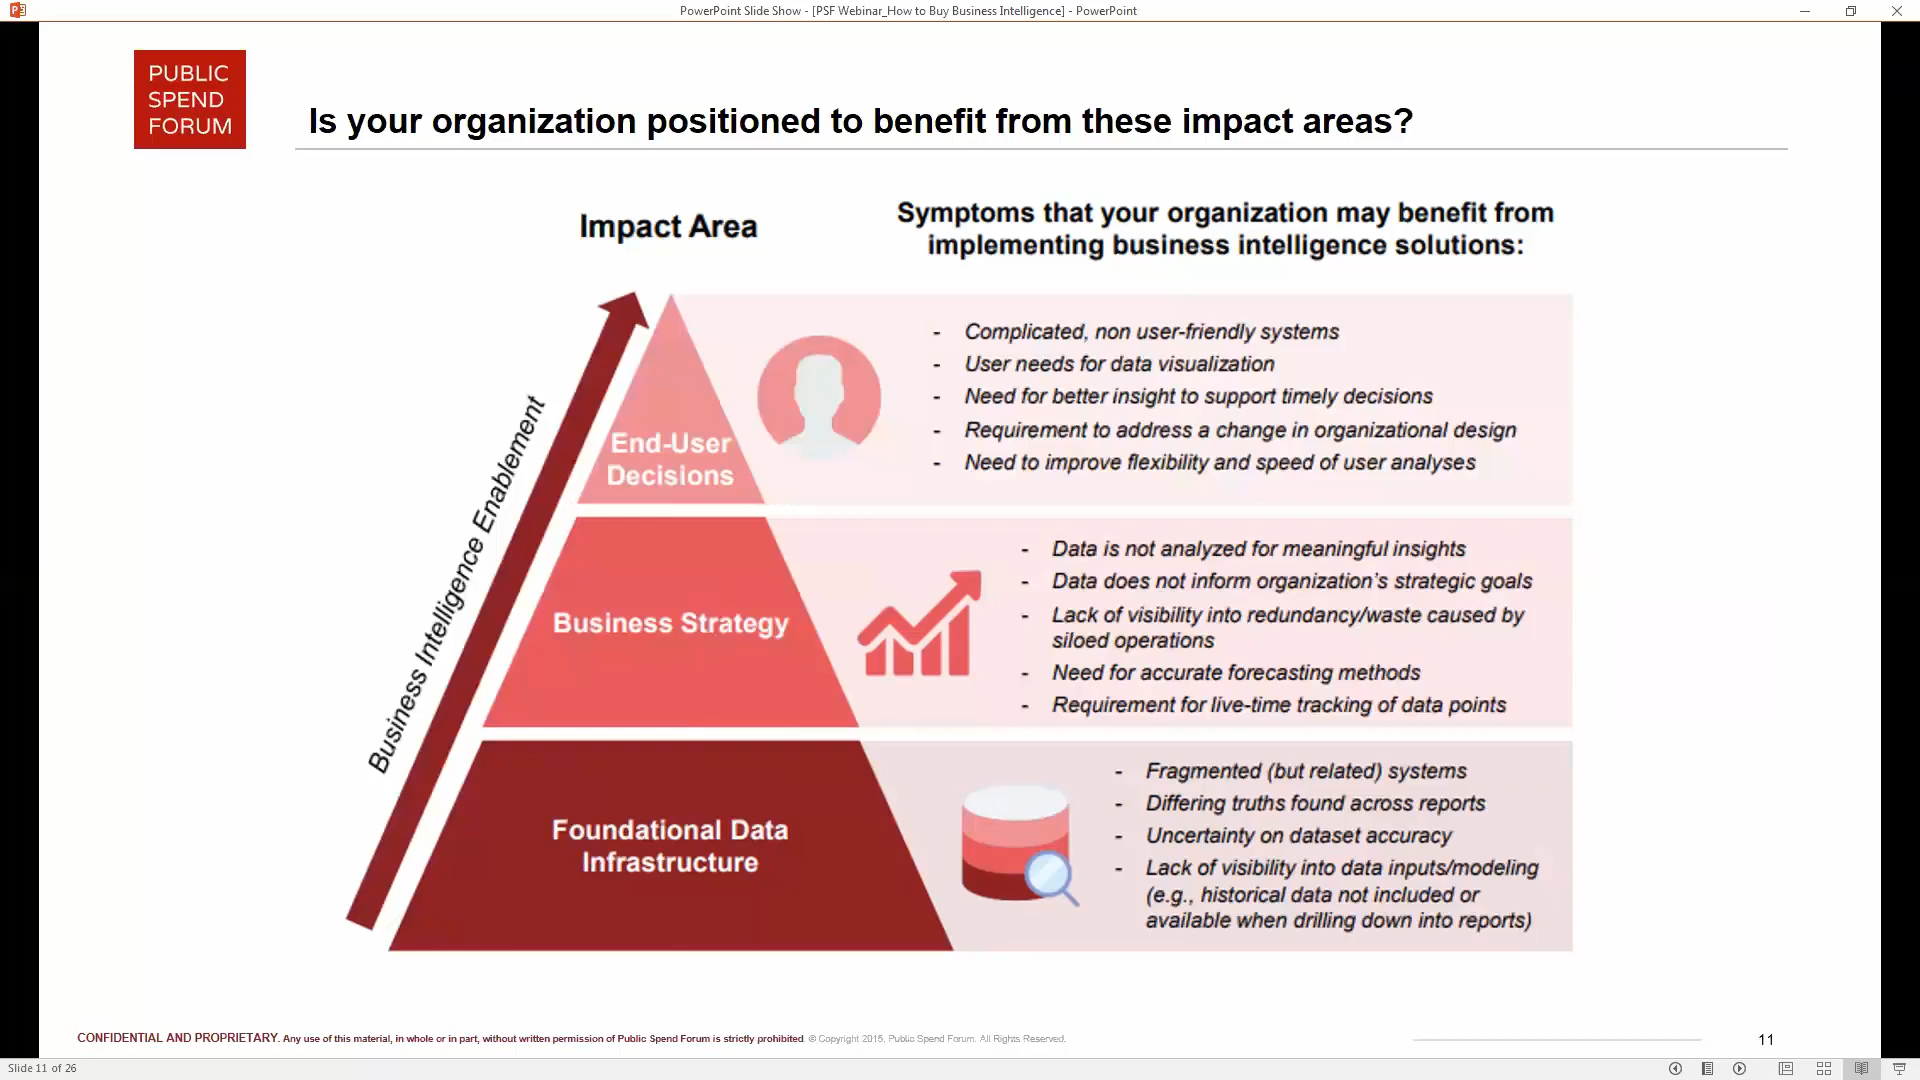 PowerPoint Slide Show - [PSF Webinar_How to Buy Business Intelligence] - PowerPoint
PUBLIC
SPEND
FORUM
Is your organization positioned to benefit from these impact areas?
Impact Area
Symptoms that your organization may benefit from
implementing business intelligence solutions:
Business Intelligence Enablement
End-User
Decisions
- Complicated, non user-friendly systems
- User needs for data visualization
- Need for better insight to support timely decisions
- Requirement to address a change in organizational design
- Need to improve flexibility and speed of user analyses
Business Strategy
- Data is not analyzed for meaningful insights
- Data does not inform organization's strategic goals
- Lack of visibility into redundancy/waste caused by
siloed operations
- Need for accurate forecasting methods
- Requirement for live-time tracking of data points
Foundational Data
Infrastructure
- Fragmented (but related) systems
- Differing truths found across reports
- Uncertainty on dataset accuracy
- Lack of visibility into data inputs/modeling
(e.g., historical data not included or
available when drilling down into reports)
CONFIDENTIAL AND PROPRIETARY. Any use of this material, in whole or in part, without written permission of Public Spend Forum is strictly prohibited. © Copyright 2015, Public Spend Forum. All Rights Reserved.
11
Slide 11 of 26